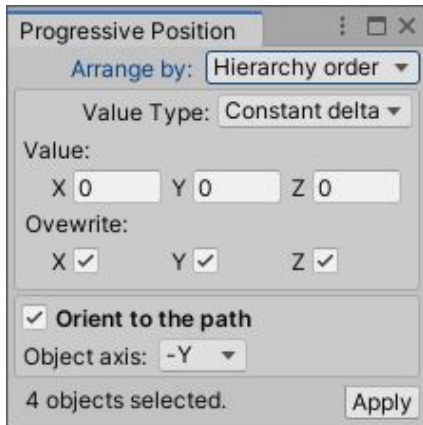 Progressive Position
Arrange by: Hierarchy order
Value Type: Constant delta
Value:
X 0 Y 0 Z 0
Ovewrite:
X Y Z
Orient to the path
Object axis: -Y
4 objects selected. Apply